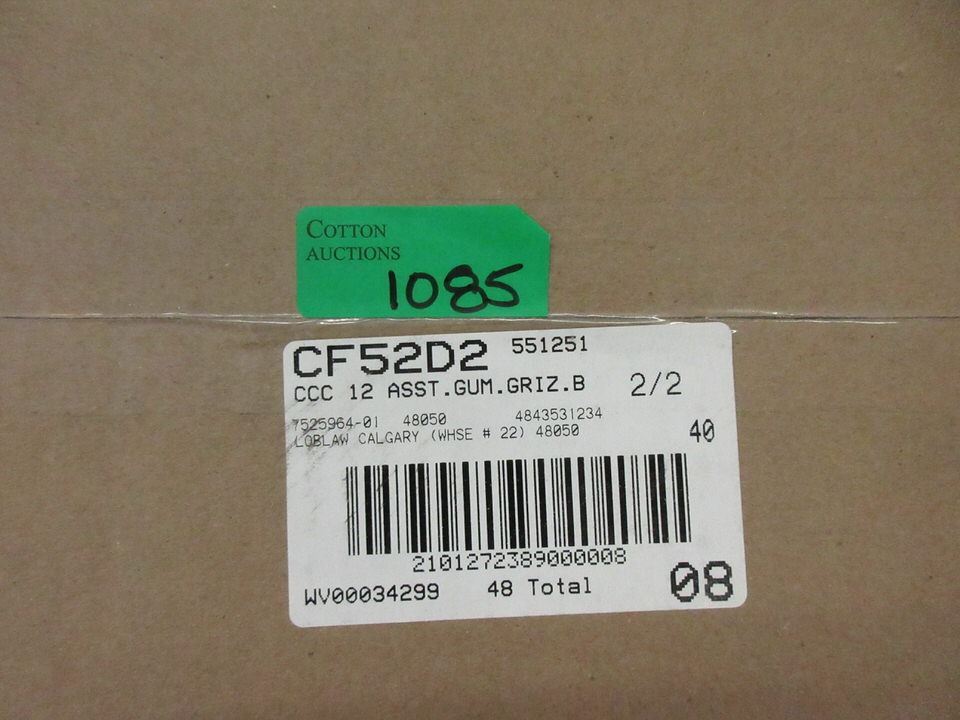 COTTON
AUCTIONS
1085
CF52D2 551251
CCC 12 ASST.GUM.GRIZ.B 2/2
7525964-01 48050 4843531234
LOBLAW CALGARY (WHSE # 22) 48050 40
2101272389000008
WV00034299 48 Total 08